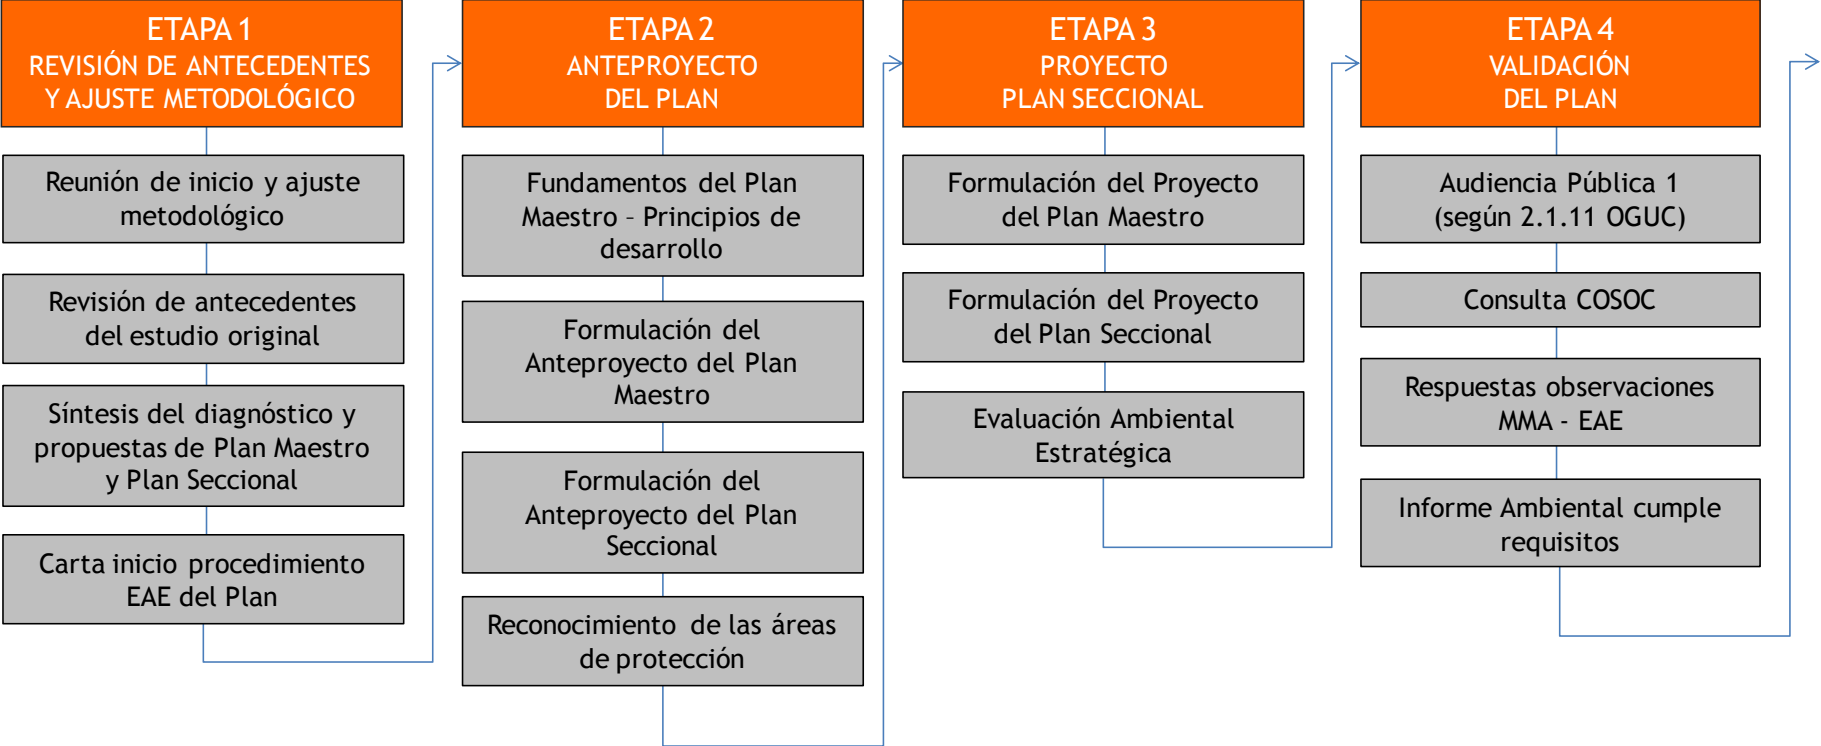 ETAPA 1
REVISIÓN DE ANTECEDENTES
Y AJUSTE METODOLÓGICO
Reunión de inicio y ajuste
metodológico
Revisión de antecedentes
del estudio original
Síntesis del diagnóstico y
propuestas de Plan Maestro
y Plan Seccional
Carta inicio procedimiento
EAE del Plan
ETAPA 2
ANTEPROYECTO
DEL PLAN
Fundamentos del Plan
Maestro – Principios de
desarrollo
Formulación del
Anteproyecto del Plan
Maestro
Formulación del
Anteproyecto del Plan
Seccional
Reconocimiento de las áreas
de protección
ETAPA 3
PROYECTO
PLAN SECCIONAL
Formulación del Proyecto
del Plan Maestro
Formulación del Proyecto
del Plan Seccional
Evaluación Ambiental
Estratégica
ETAPA 4
VALIDACIÓN
DEL PLAN
Audiencia Pública 1
(según 2.1.11 OGUC)
Consulta COSOC
Respuestas observaciones
MMA - EAE
Informe Ambiental cumple
requisitos